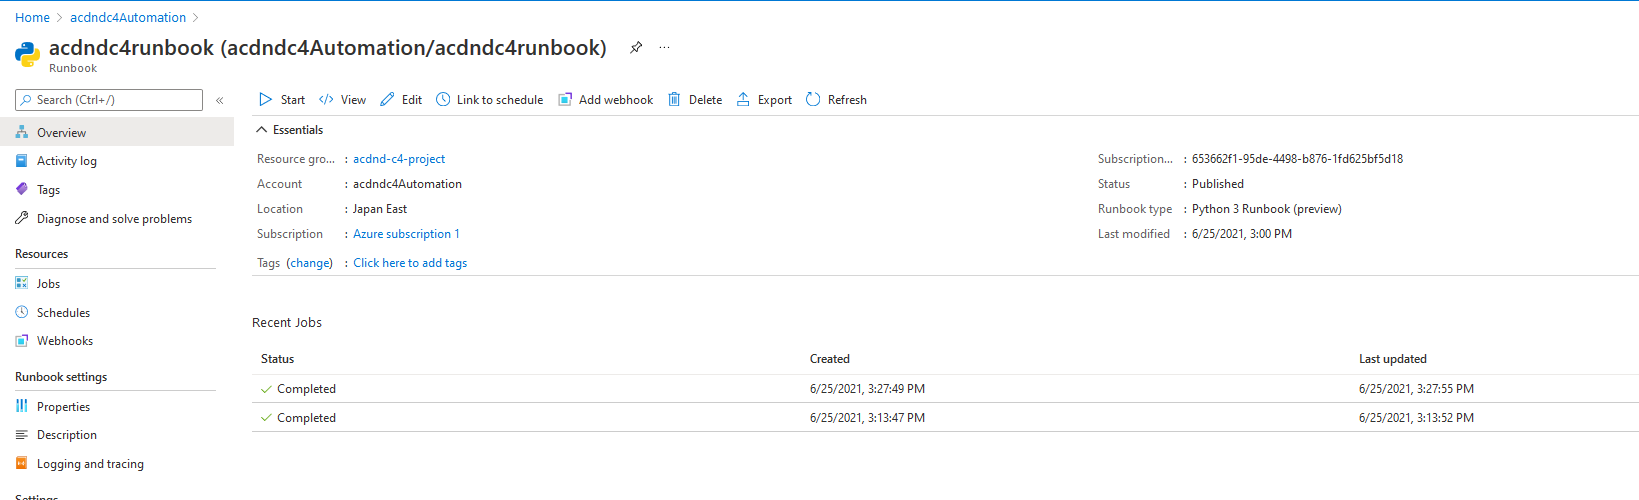 Home > acdndc4Automation >
acdndc4runbook (acdndc4Automation/acdndc4runbook) ...
Runbook
Search (Ctrl+/) «
Start View Edit Link to schedule Add webhook Delete Export Refresh
Overview
Activity log
Tags
Diagnose and solve problems
Resources
Jobs
Schedules
Webhooks
Runbook settings
Properties
Description
Logging and tracing
Settings
Essentials
Resource gro... : acdnd-c4-project
Account : acdndc4Automation
Location : Japan East
Subscription : Azure subscription 1
Tags (change) : Click here to add tags
Subscription... : 653662f1-95de-4498-b876-1fd625bf5d18
Status : Published
Runbook type : Python 3 Runbook (preview)
Last modified : 6/25/2021, 3:00 PM
Recent Jobs
Status Created Last updated
Completed 6/25/2021, 3:27:49 PM 6/25/2021, 3:27:55 PM
Completed 6/25/2021, 3:13:47 PM 6/25/2021, 3:13:52 PM